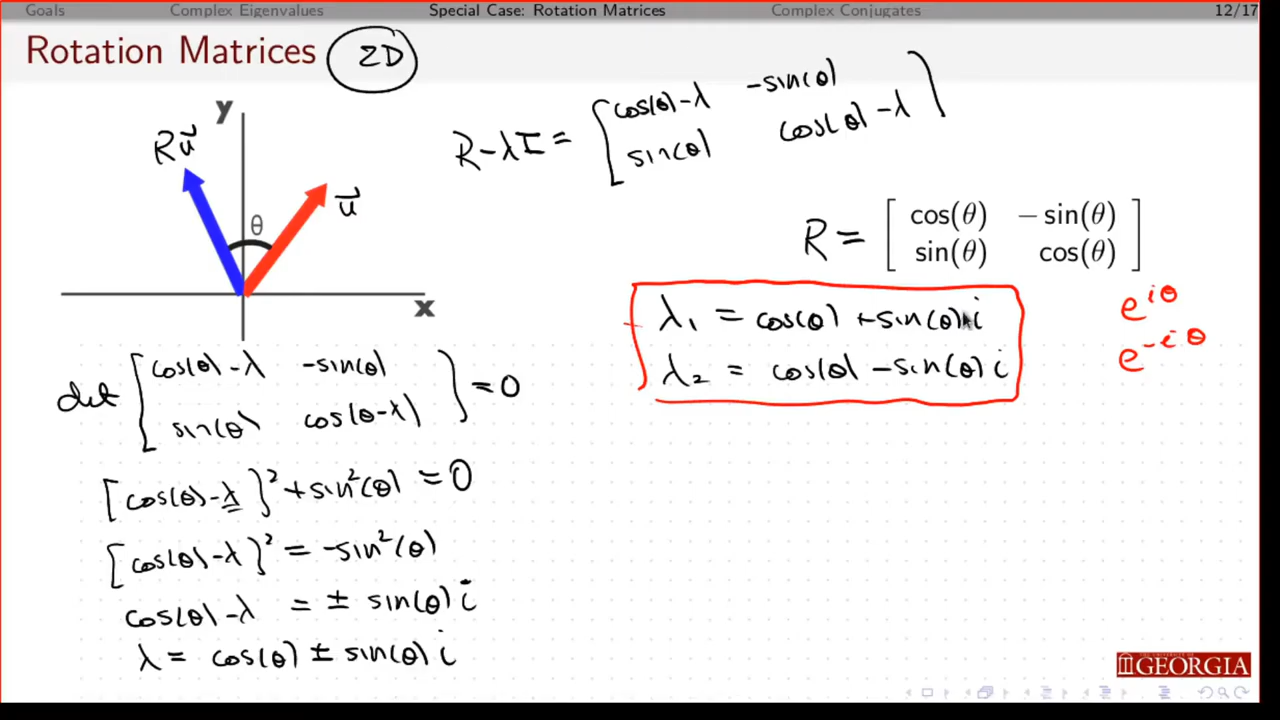 Goals Complex Eigenvalues Special Case: Rotation Matrices Complex Conjugates 12/17
Rotation Matrices 2D
y
Ru⃗
θ
u⃗
x
R-λI = [cos(θ)-λ -sin(θ)
sin(θ) cos(θ)-λ]
R = [cos(θ) − sin(θ)
sin(θ) cos(θ)]
λ₁ = cos(θ) + sin(θ) i
λ₂ = cos(θ) - sin(θ) i
e^{iθ}
e^{-iθ}
det [cos(θ)-λ -sin(θ)
sin(θ) cos(θ-λ)] = 0
[cos(θ)-λ]² + sin²(θ) = 0
[cos(θ)-λ]² = -sin²(θ)
cos(θ)-λ = ± sin(θ) i
λ = cos(θ) ± sin(θ) i
GEORGIA